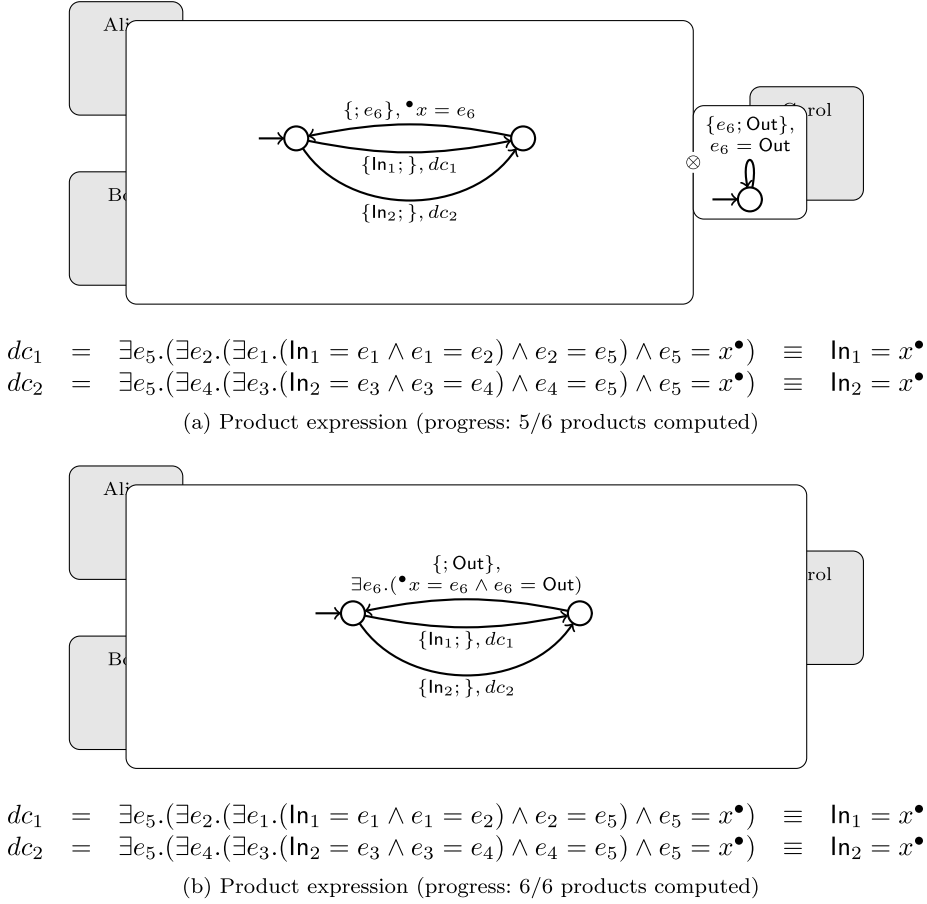 Ali
{; e₆}, •x = e₆
{In₁; }, dc₁
{In₂; }, dc₂
Bo
⊗
{e₆; Out},
e₆ = Out
rol
dc₁ = ∃e₅.(∃e₂.(∃e₁.(In₁ = e₁ ∧ e₁ = e₂) ∧ e₂ = e₅) ∧ e₅ = x•) ≡ In₁ = x•
dc₂ = ∃e₅.(∃e₄.(∃e₃.(In₂ = e₃ ∧ e₃ = e₄) ∧ e₄ = e₅) ∧ e₅ = x•) ≡ In₂ = x•
(a) Product expression (progress: 5/6 products computed)
Ali
{; Out},
∃e₆.(•x = e₆ ∧ e₆ = Out)
{In₁; }, dc₁
{In₂; }, dc₂
Bo
rol
dc₁ = ∃e₅.(∃e₂.(∃e₁.(In₁ = e₁ ∧ e₁ = e₂) ∧ e₂ = e₅) ∧ e₅ = x•) ≡ In₁ = x•
dc₂ = ∃e₅.(∃e₄.(∃e₃.(In₂ = e₃ ∧ e₃ = e₄) ∧ e₄ = e₅) ∧ e₅ = x•) ≡ In₂ = x•
(b) Product expression (progress: 6/6 products computed)